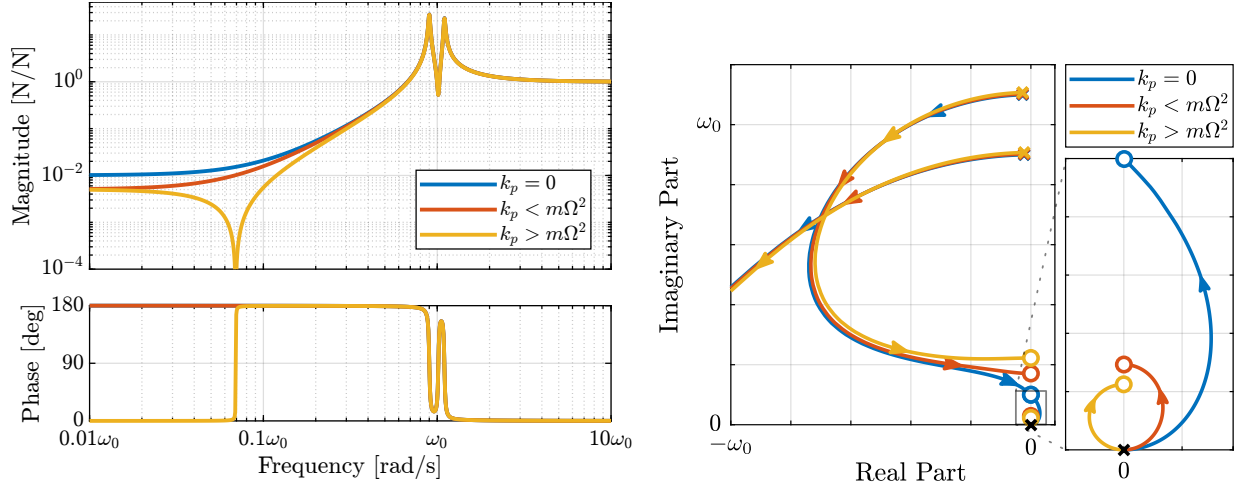 Magnitude [N/N]
10^0
10^{-2}
10^{-4}
k_p = 0
k_p < mΩ^2
k_p > mΩ^2
Phase [deg]
180
90
0
0.01ω_0
0.1ω_0
ω_0
10ω_0
Frequency [rad/s]
Imaginary Part
ω_0
0
−ω_0
0
Real Part
k_p = 0
k_p < mΩ^2
k_p > mΩ^2
0